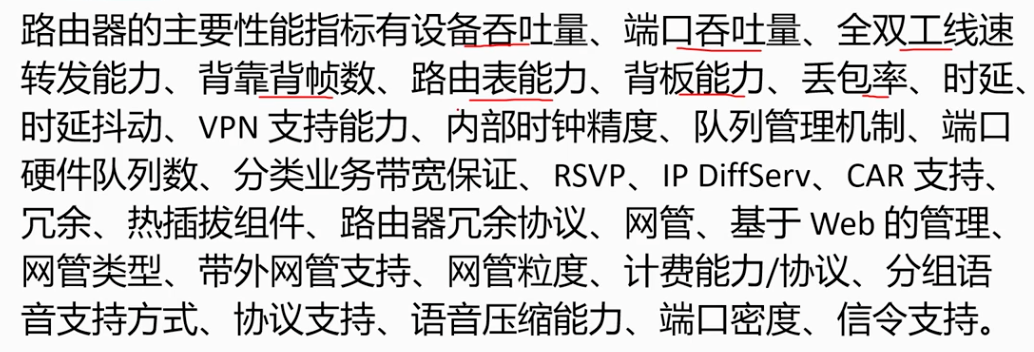 路由器的主要性能指标有设备吞吐量、端口吞吐量、全双工线速
转发能力、背靠背帧数、路由表能力、背板能力、丢包率、时延、
时延抖动、VPN 支持能力、内部时钟精度、队列管理机制、端口
硬件队列数、分类业务带宽保证、RSVP、IP DiffServ、CAR 支持、
冗余、热插拔组件、路由器冗余协议、网管、基于 Web 的管理、
网管类型、带外网管支持、网管粒度、计费能力/协议、分组语
音支持方式、协议支持、语音压缩能力、端口密度、信令支持。